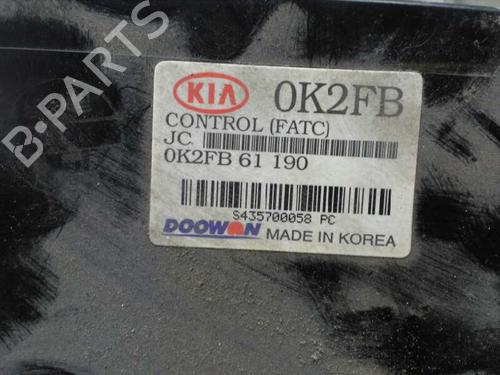 B-PARTS
KIA 0K2FB
CONTROL (FATC)
JC
0K2FB 61 190
S435700058 PC
DOOWON MADE IN KOREA